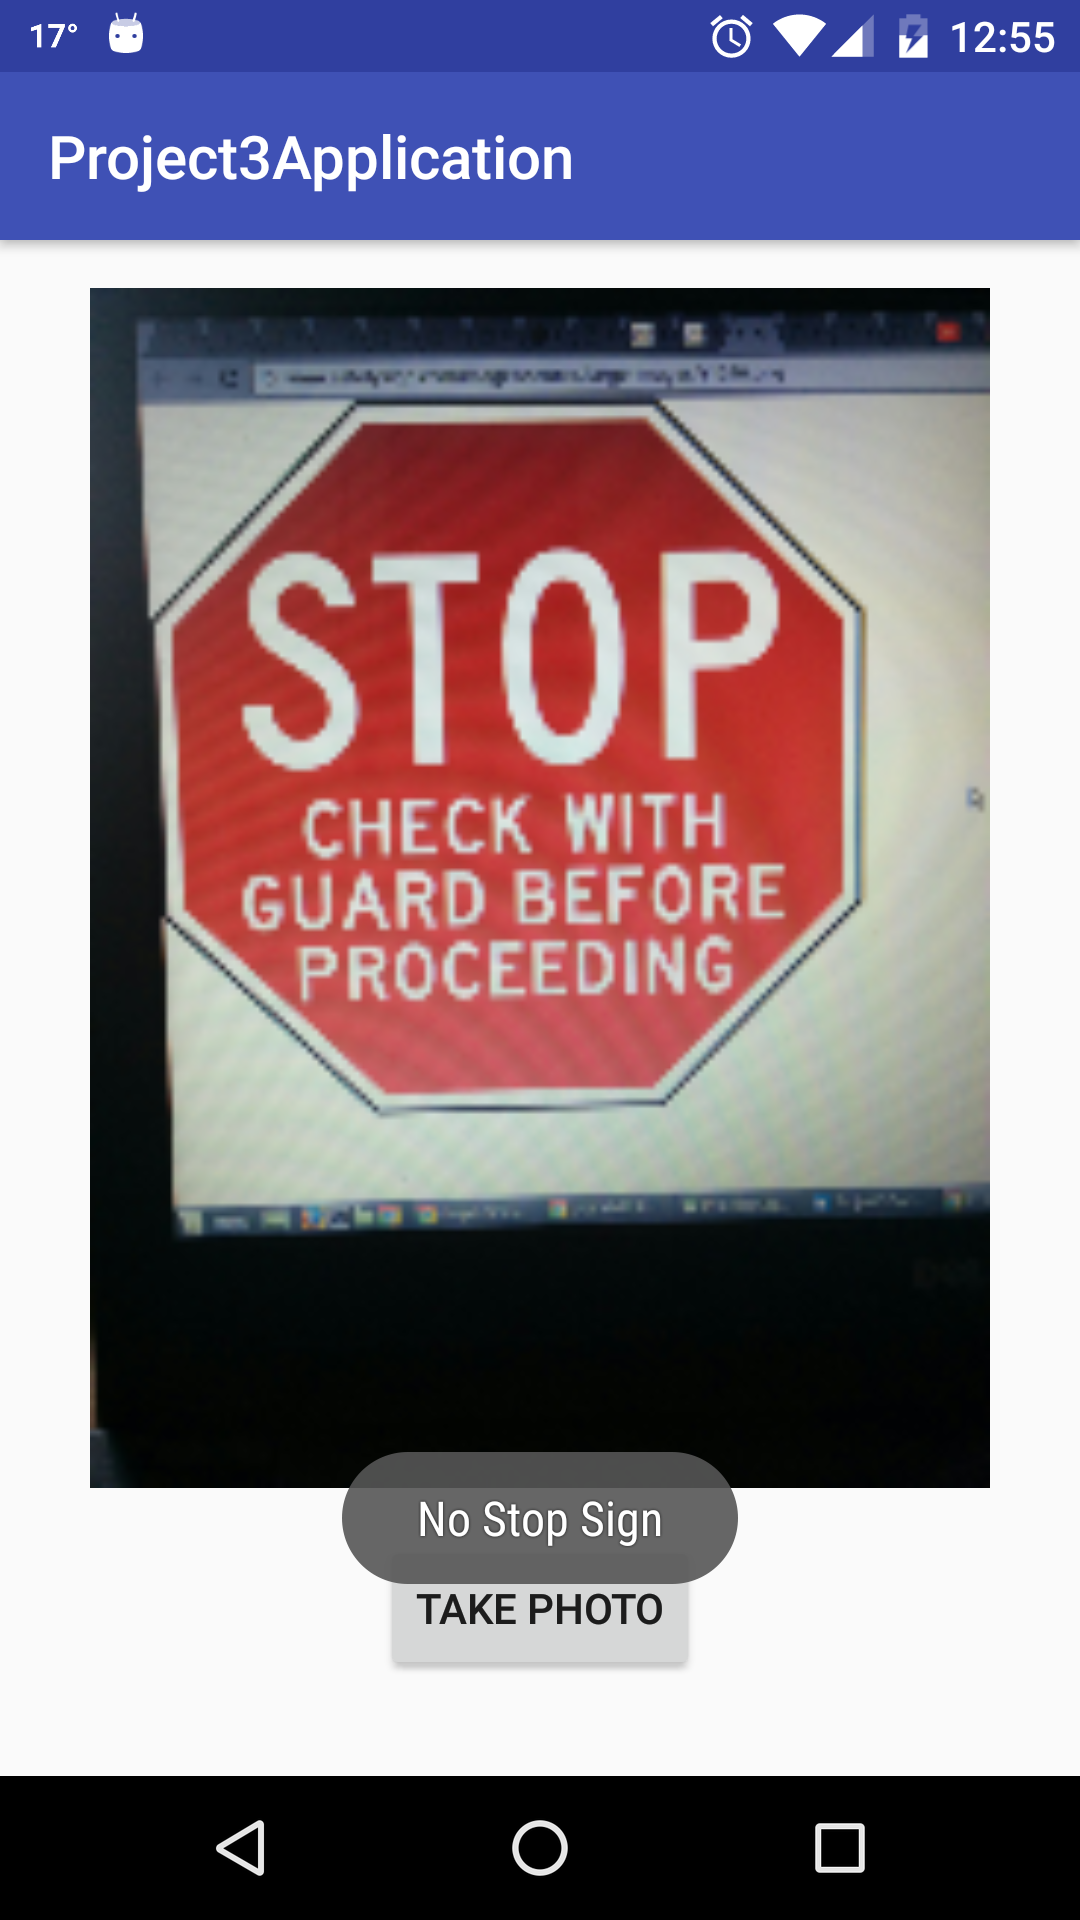 17°
12:55
Project3Application
STOP
CHECK WITH
GUARD BEFORE
PROCEEDING
No Stop Sign
TAKE PHOTO